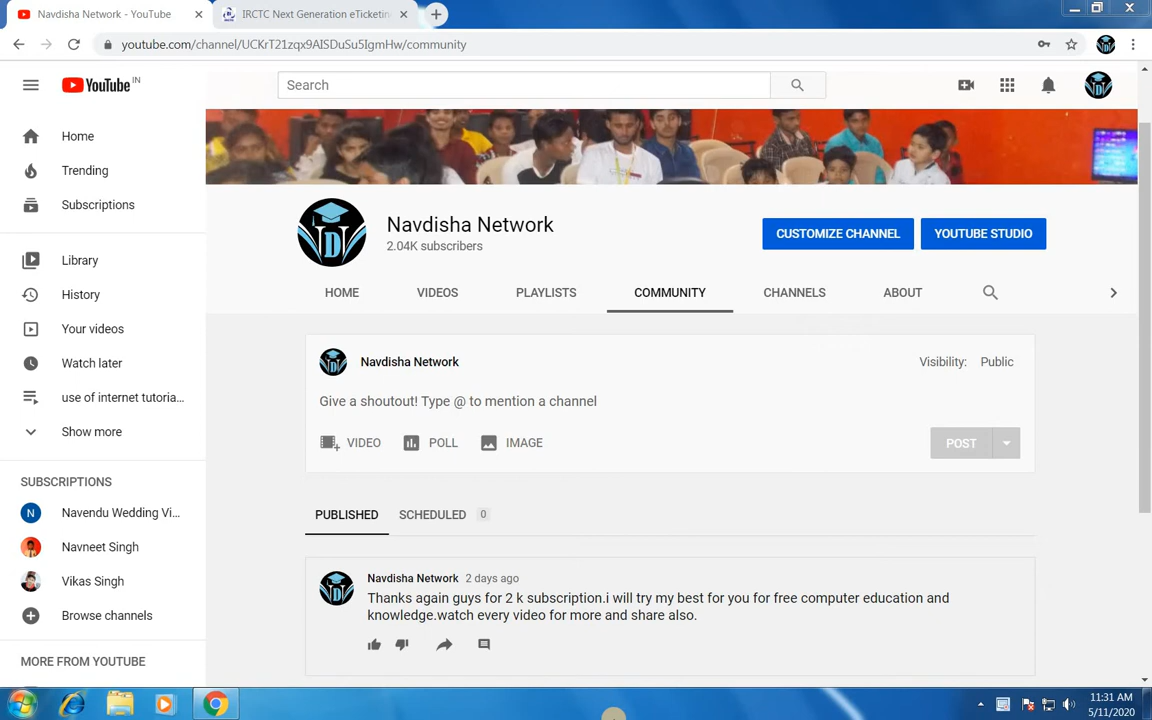 Navdisha Network - YouTube
IRCTC Next Generation eTicketin
youtube.com/channel/UCKrT21zqx9AISDuSu5IgmHw/community
YouTube IN
Search
Home
Trending
Subscriptions
Library
History
Your videos
Watch later
use of internet tutoria...
Show more
SUBSCRIPTIONS
Navendu Wedding Vi...
Navneet Singh
Vikas Singh
Browse channels
MORE FROM YOUTUBE
Navdisha Network
2.04K subscribers
CUSTOMIZE CHANNEL
YOUTUBE STUDIO
HOME VIDEOS PLAYLISTS COMMUNITY CHANNELS ABOUT
Navdisha Network
Visibility: Public
Give a shoutout! Type @ to mention a channel
VIDEO POLL IMAGE
POST
PUBLISHED SCHEDULED 0
Navdisha Network 2 days ago
Thanks again guys for 2 k subscription.i will try my best for you for free computer education and
knowledge.watch every video for more and share also.
11:31 AM
5/11/2020